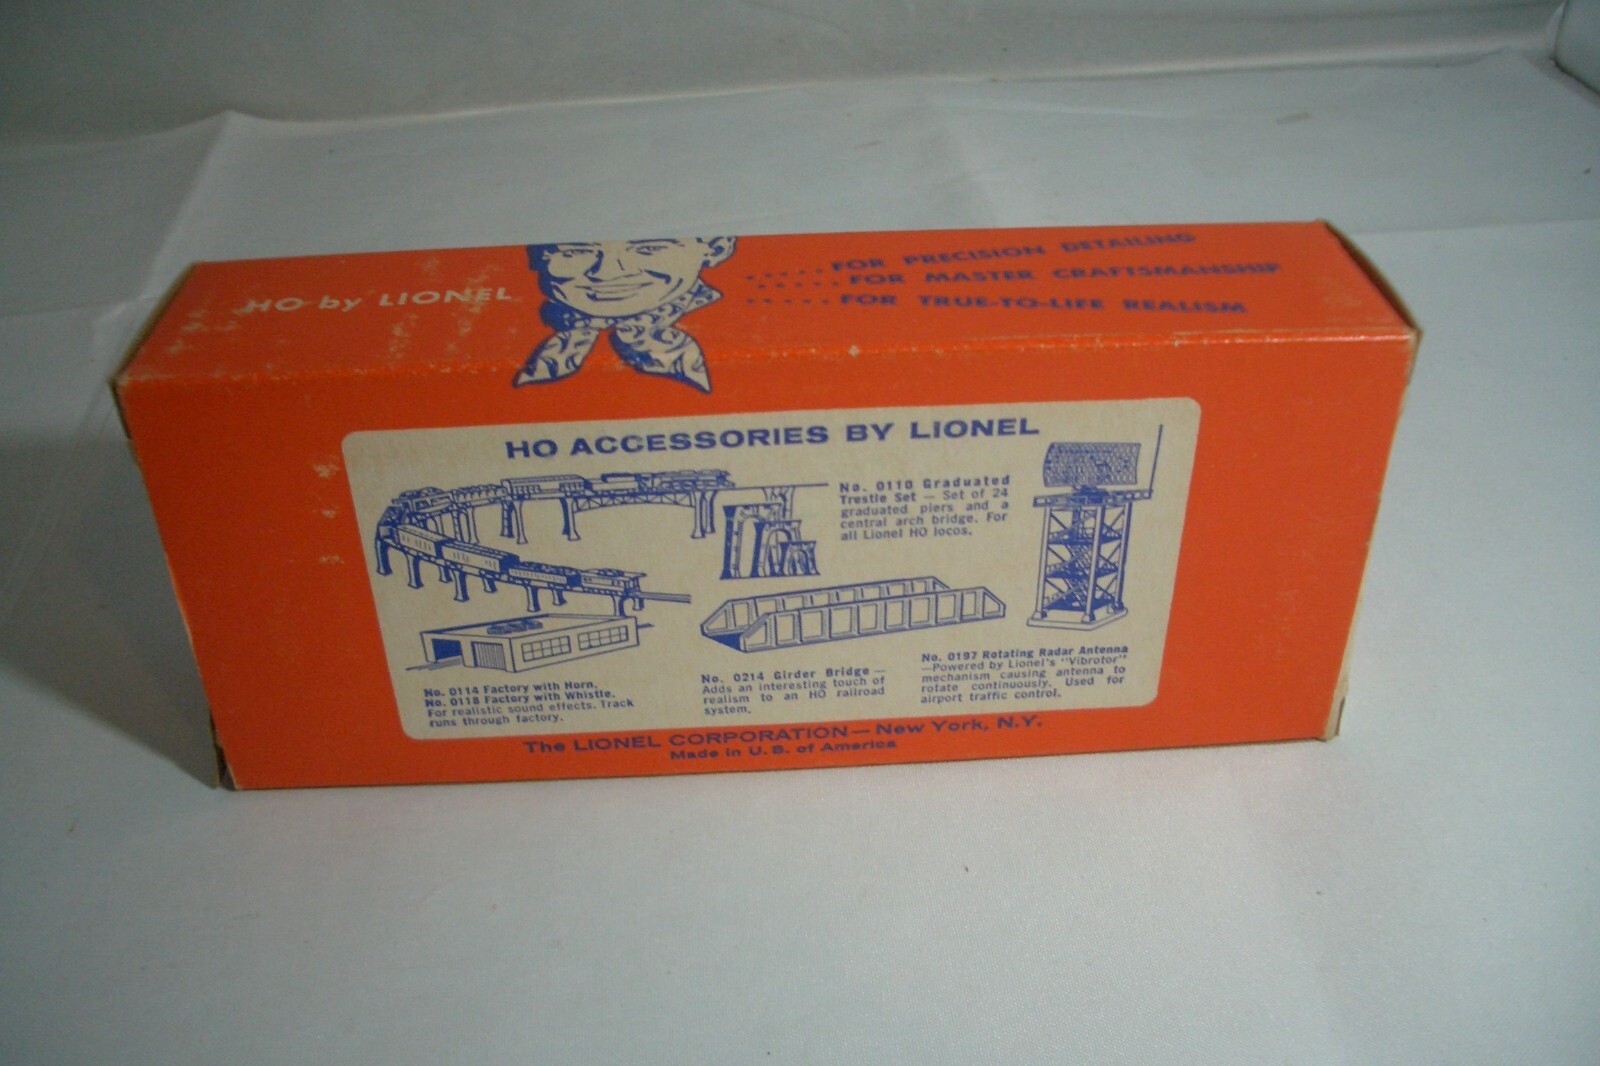 HO by LIONEL
. . . . . FOR PRECISION DETAILING
. . . . . FOR MASTER CRAFTSMANSHIP
. . . . . FOR TRUE-TO-LIFE REALISM
HO ACCESSORIES BY LIONEL
No. 0110 Graduated
Trestle Set — Set of 24
graduated piers and a
central arch bridge. For
all Lionel HO locos.
No. 0114 Factory with Horn.
No. 0118 Factory with Whistle.
For realistic sound effects. Track
runs through factory.
No. 0214 Girder Bridge —
Adds an interesting touch of
realism to an HO railroad
system.
No. 0197 Rotating Radar Antenna
—Powered by Lionel's "Vibrotor"
mechanism causing antenna to
rotate continuously. Used for
airport traffic control.
The LIONEL CORPORATION — New York, N.Y.
Made in U.S. of America